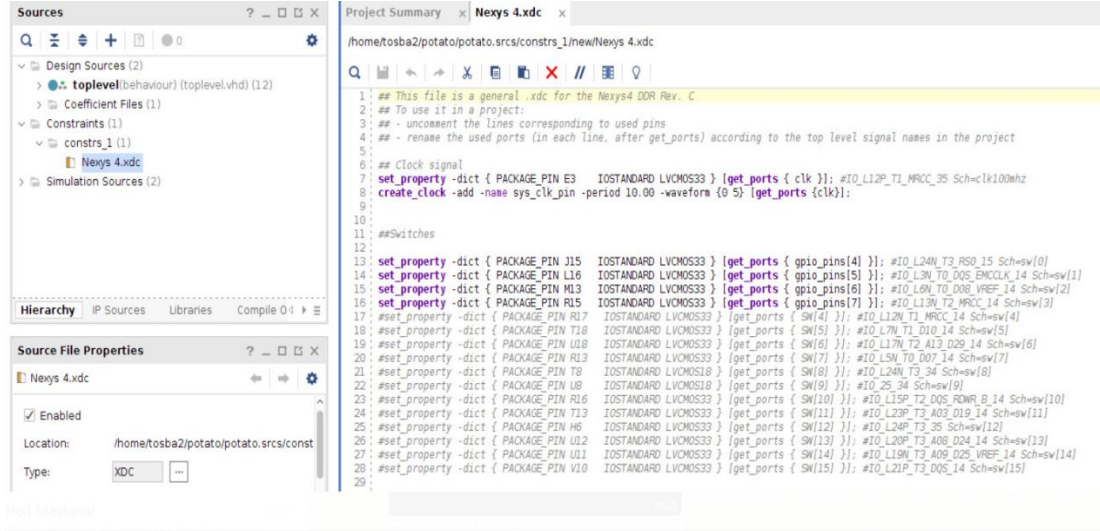 Sources
? _ □ X
0
Design Sources (2)
toplevel(behaviour) (toplevel.vhd) (12)
Coefficient Files (1)
Constraints (1)
constrs_1 (1)
Nexys 4.xdc
Simulation Sources (2)
Hierarchy IP Sources Libraries Compile O
Source File Properties
? _ □ X
Nexys 4.xdc
Enabled
Location: /home/tosba2/potato/potato.srcs/const
Type: XDC ...
Project Summary × Nexys 4.xdc ×
/home/tosba2/potato/potato.srcs/constrs_1/new/Nexys 4.xdc
1 ## This file is a general .xdc for the Nexys4 DDR Rev. C
2 ## To use it in a project:
3 ## - uncomment the lines corresponding to used pins
4 ## - rename the used ports (in each line, after get_ports) according to the top level signal names in the project
5
6 ## Clock signal
7 set_property -dict { PACKAGE_PIN E3 IOSTANDARD LVCMOS33 } [get_ports { clk }]; #IO_L12P_T1_MRCC_35 Sch=clk100mhz
8 create_clock -add -name sys_clk_pin -period 10.00 -waveform {0 5} [get_ports {clk}];
9
10
11 ##Switches
12
13 set_property -dict { PACKAGE_PIN J15 IOSTANDARD LVCMOS33 } [get_ports { gpio_pins[4] }]; #IO_L24N_T3_RS0_15 Sch=sw[0]
14 set_property -dict { PACKAGE_PIN L16 IOSTANDARD LVCMOS33 } [get_ports { gpio_pins[5] }]; #IO_L3N_T0_DQS_EMCCLK_14 Sch=sw[1]
15 set_property -dict { PACKAGE_PIN M13 IOSTANDARD LVCMOS33 } [get_ports { gpio_pins[6] }]; #IO_L6N_T0_D08_VREF_14 Sch=sw[2]
16 set_property -dict { PACKAGE_PIN R15 IOSTANDARD LVCMOS33 } [get_ports { gpio_pins[7] }]; #IO_L13N_T2_MRCC_14 Sch=sw[3]
17 #set_property -dict { PACKAGE_PIN R17 IOSTANDARD LVCMOS33 } [get_ports { SW[4] }]; #IO_L12N_T1_MRCC_14 Sch=sw[4]
18 #set_property -dict { PACKAGE_PIN T18 IOSTANDARD LVCMOS33 } [get_ports { SW[5] }]; #IO_L7N_T1_D10_14 Sch=sw[5]
19 #set_property -dict { PACKAGE_PIN U18 IOSTANDARD LVCMOS33 } [get_ports { SW[6] }]; #IO_L17N_T2_A13_D29_14 Sch=sw[6]
20 #set_property -dict { PACKAGE_PIN R13 IOSTANDARD LVCMOS33 } [get_ports { SW[7] }]; #IO_L5N_T0_D07_14 Sch=sw[7]
21 #set_property -dict { PACKAGE_PIN T8 IOSTANDARD LVCMOS18 } [get_ports { SW[8] }]; #IO_L24N_T3_34 Sch=sw[8]
22 #set_property -dict { PACKAGE_PIN U8 IOSTANDARD LVCMOS18 } [get_ports { SW[9] }]; #IO_25_34 Sch=sw[9]
23 #set_property -dict { PACKAGE_PIN R16 IOSTANDARD LVCMOS33 } [get_ports { SW[10] }]; #IO_L15P_T2_DQS_RDWR_B_14 Sch=sw[10]
24 #set_property -dict { PACKAGE_PIN T13 IOSTANDARD LVCMOS33 } [get_ports { SW[11] }]; #IO_L23P_T3_A03_D19_14 Sch=sw[11]
25 #set_property -dict { PACKAGE_PIN H6 IOSTANDARD LVCMOS33 } [get_ports { SW[12] }]; #IO_L24P_T3_35 Sch=sw[12]
26 #set_property -dict { PACKAGE_PIN U12 IOSTANDARD LVCMOS33 } [get_ports { SW[13] }]; #IO_L20P_T3_A08_D24_14 Sch=sw[13]
27 #set_property -dict { PACKAGE_PIN U11 IOSTANDARD LVCMOS33 } [get_ports { SW[14] }]; #IO_L19N_T3_A09_D25_VREF_14 Sch=sw[14]
28 #set_property -dict { PACKAGE_PIN V10 IOSTANDARD LVCMOS33 } [get_ports { SW[15] }]; #IO_L21P_T3_DQS_14 Sch=sw[15]
29